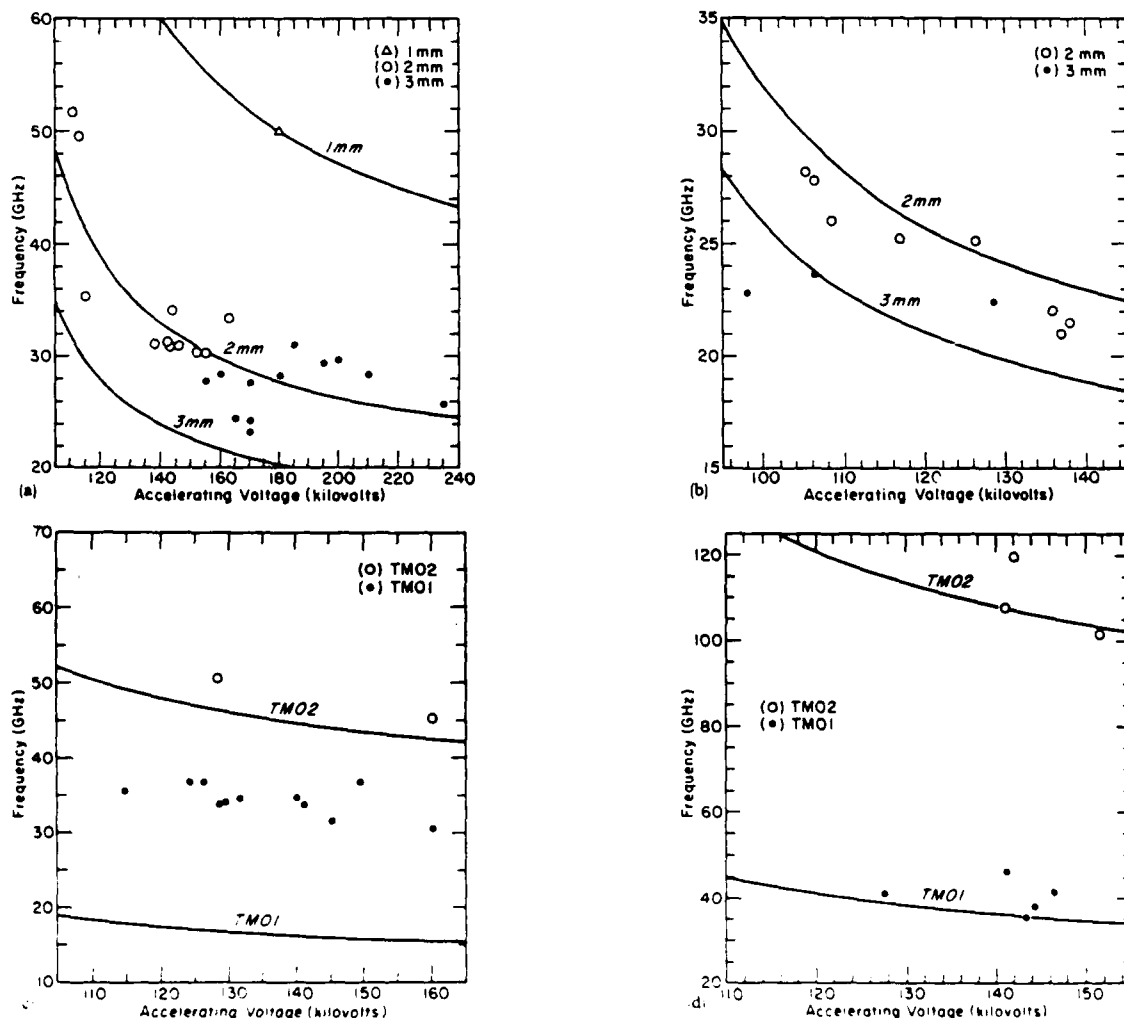 60
50
40
30
20
Frequency (GHz)
(△) 1mm
(○) 2mm
(•) 3mm
1mm
2mm
3mm
120 140 160 180 200 220 240
(a)
Accelerating Voltage (kilovolts)
35
30
25
20
15
Frequency (GHz)
(○) 2mm
(•) 3mm
2mm
3mm
100 110 120 130 140
(b)
Accelerating Voltage (kilovolts)
70
60
50
40
30
20
10
Frequency (GHz)
(○) TM02
(•) TM01
TM02
TM01
110 120 130 140 150 160
Accelerating Voltage (kilovolts)
120
100
80
60
40
20
Frequency (GHz)
(○) TM02
(•) TM01
TM02
TM01
110 120 130 140 150
Accelerating Voltage (kilovolts)